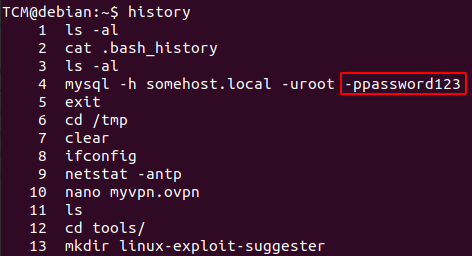 TCM@debian:~$ history
1 ls -al
2 cat .bash_history
3 ls -al
4 mysql -h somehost.local -uroot -ppassword123
5 exit
6 cd /tmp
7 clear
8 ifconfig
9 netstat -antp
10 nano myvpn.ovpn
11 ls
12 cd tools/
13 mkdir linux-exploit-suggester